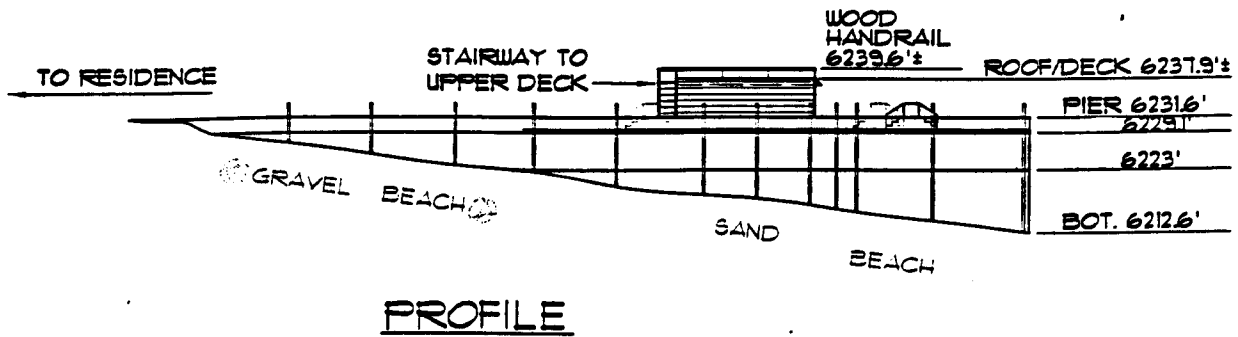 WOOD
HANDRAIL
6239.6'±
STAIRWAY TO
UPPER DECK
ROOF/DECK 6237.9'±
TO RESIDENCE
PIER 6231.6'
6229.1'
6223'
GRAVEL BEACH
SAND
BEACH
BOT. 6212.6'
PROFILE